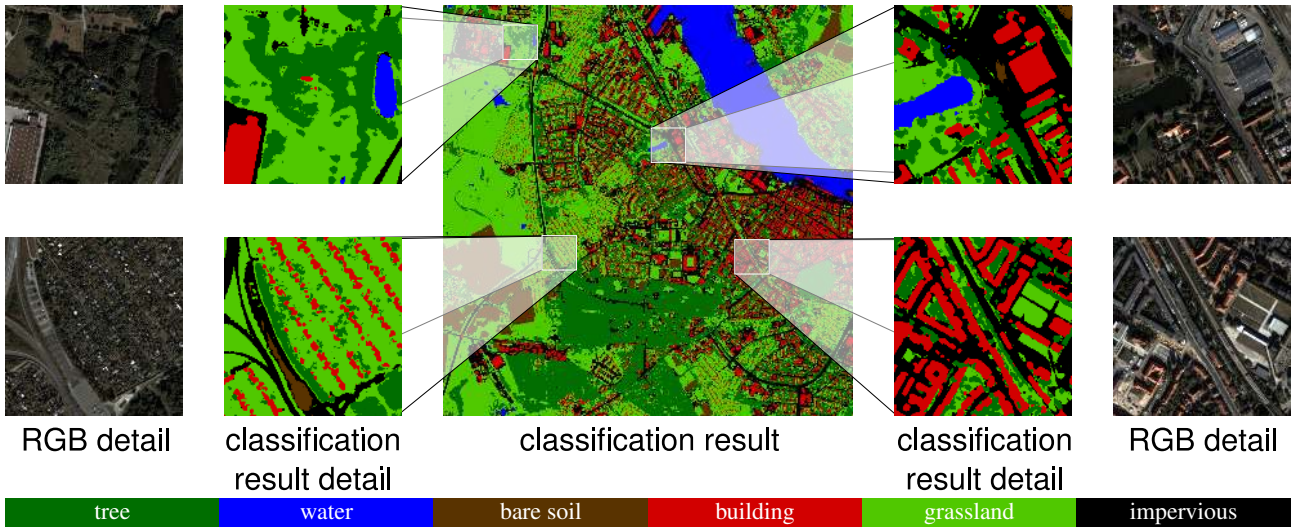 RGB detail
classification
result detail
classification result
classification
result detail
RGB detail
tree
water
bare soil
building
grassland
impervious